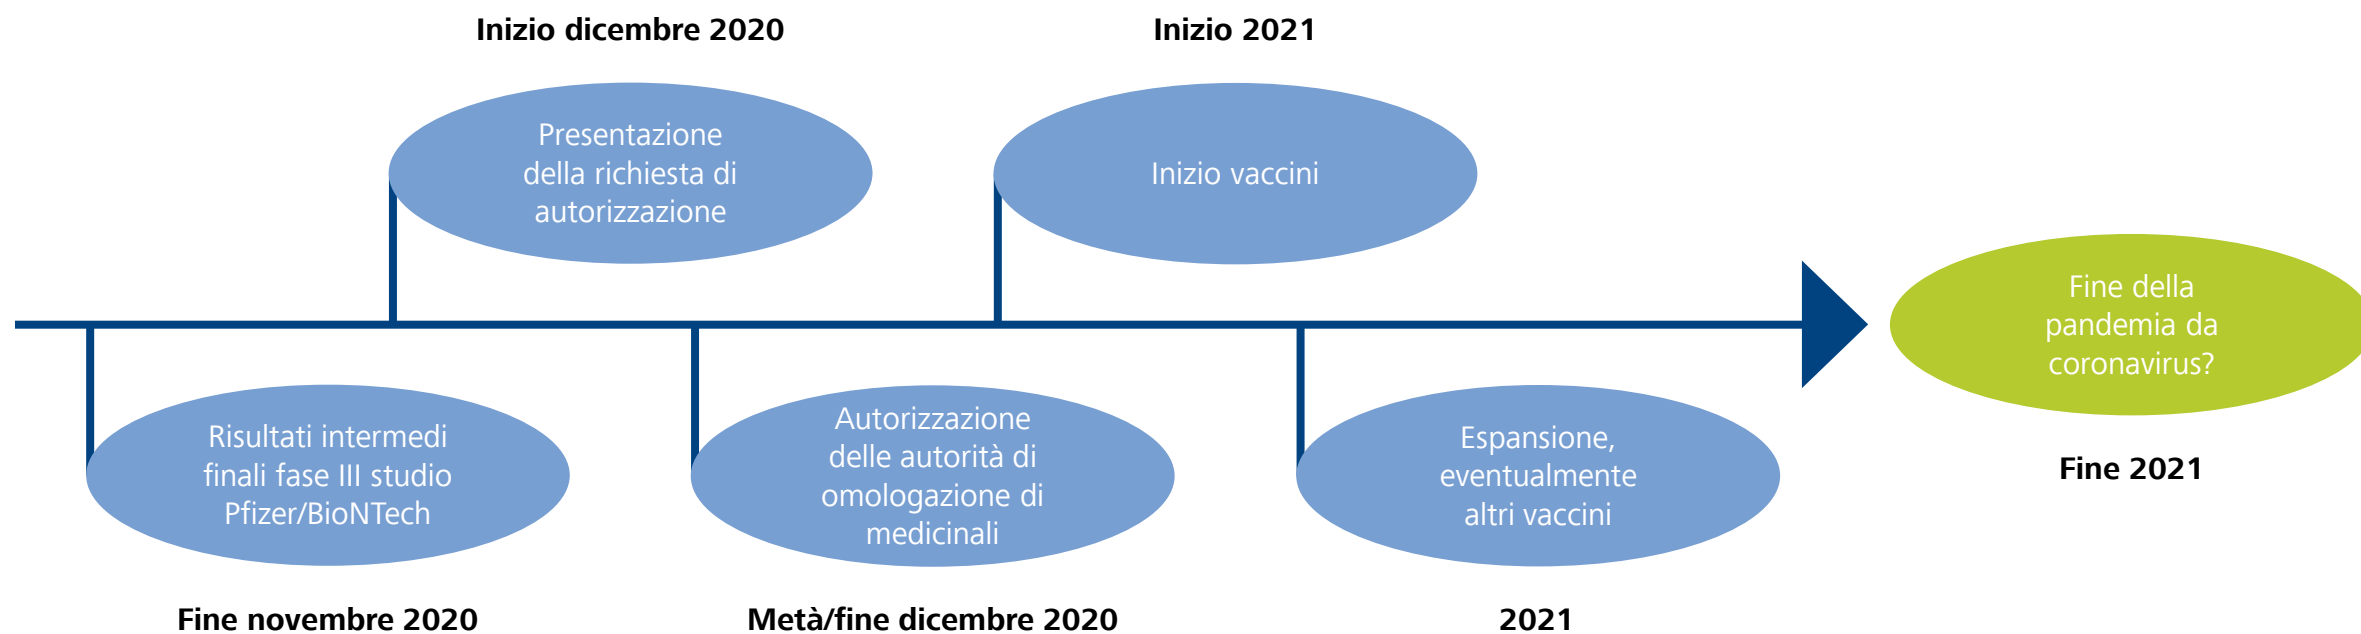 Inizio dicembre 2020
Inizio 2021
Presentazione
della richiesta di
autorizzazione
Inizio vaccini
Fine della
pandemia da
coronavirus?
Fine 2021
Risultati intermedi
finali fase III studio
Pfizer/BioNTech
Autorizzazione
delle autorità di
omologazione di
medicinali
Espansione,
eventualmente
altri vaccini
Fine novembre 2020
Metà/fine dicembre 2020
2021